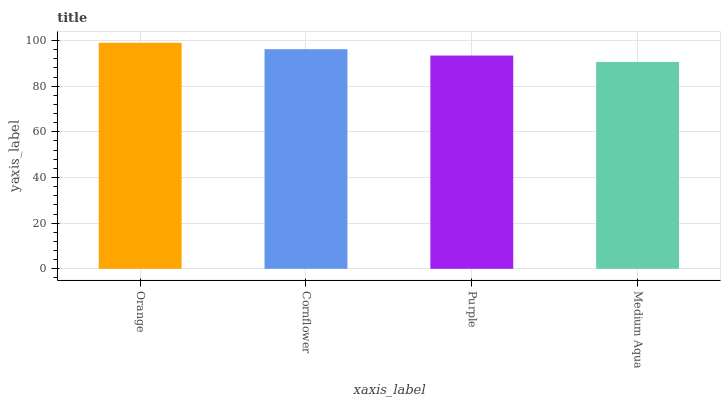 title
100
80
60
40
20
0
yaxis_label
Orange
Cornflower
Purple
Medium Aqua
xaxis_label